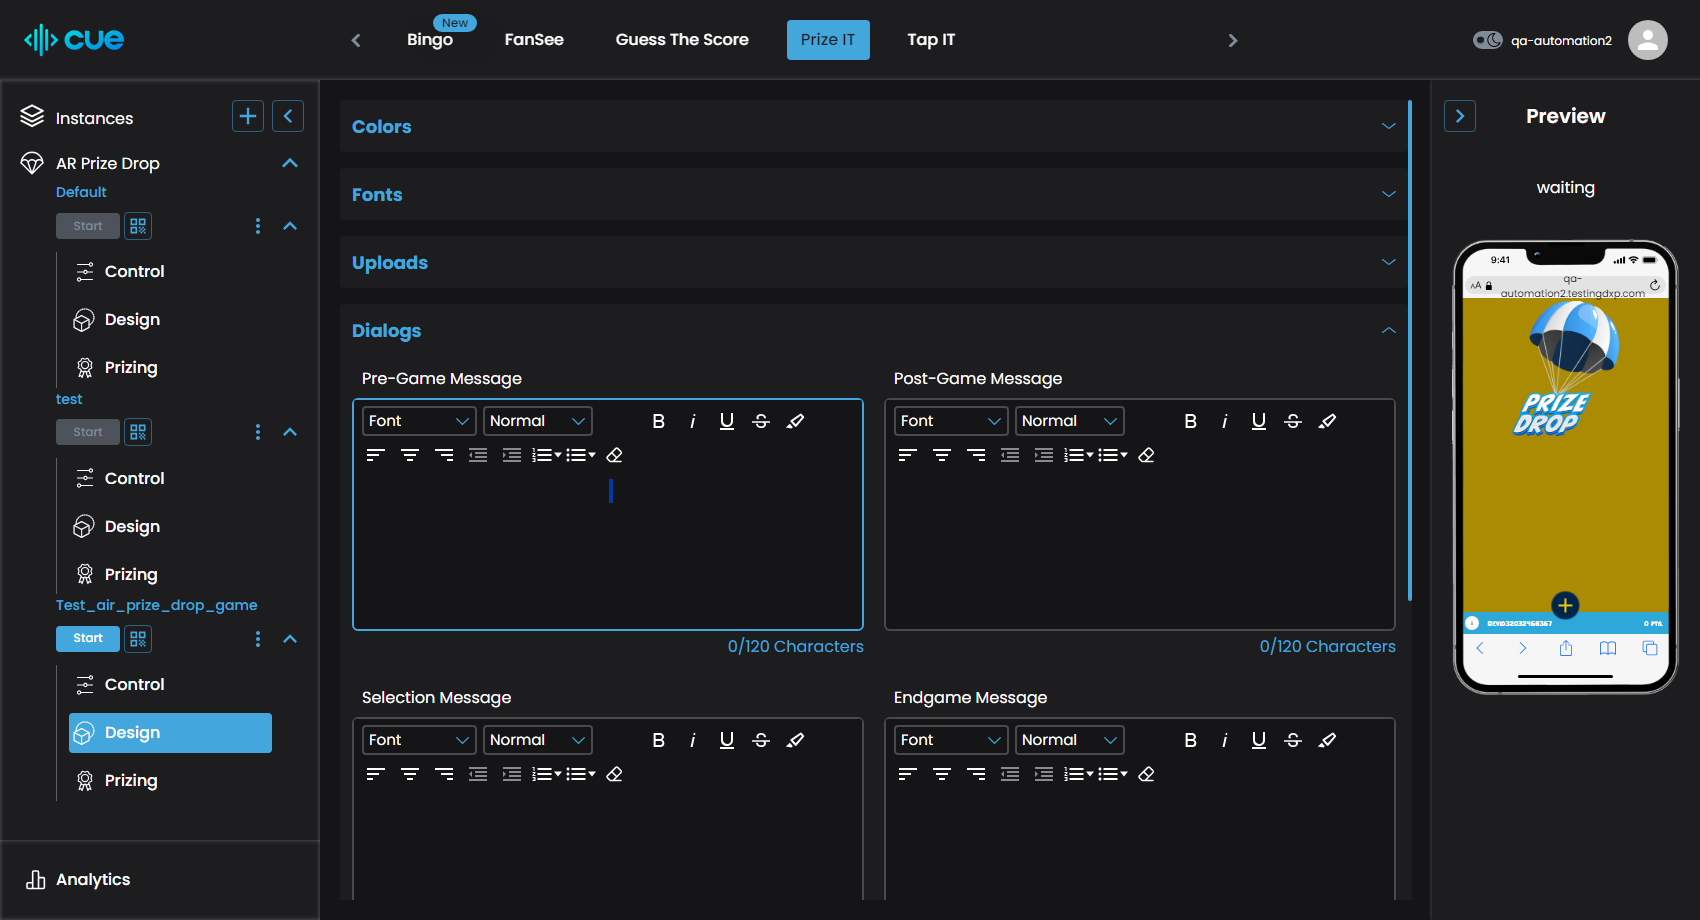 cue
New
Bingo
FanSee
Guess The Score
Prize IT
Tap IT
qa-automation2
Instances
AR Prize Drop
Default
Start
Control
Design
Prizing
test
Start
Control
Design
Prizing
Test_air_prize_drop_game
Start
Control
Design
Prizing
Analytics
Colors
Fonts
Uploads
Dialogs
Pre-Game Message
Font
Normal
B
i
U
S
0/120 Characters
Post-Game Message
Font
Normal
B
i
U
S
0/120 Characters
Selection Message
Font
Normal
B
i
U
S
Endgame Message
Font
Normal
B
i
U
S
Preview
waiting
9:41
AA
qa-
automation2.testingdxp.com
PRIZE
DROP
0 PTS.